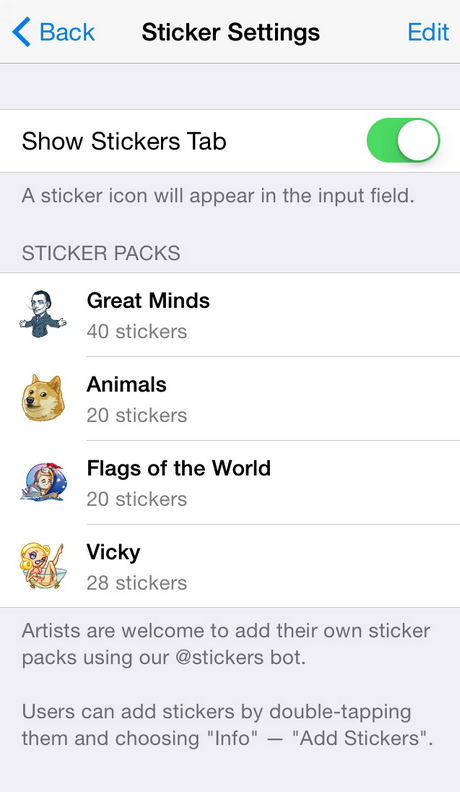 Back Sticker Settings Edit
Show Stickers Tab
A sticker icon will appear in the input field.
STICKER PACKS
Great Minds
40 stickers
Animals
20 stickers
Flags of the World
20 stickers
Vicky
28 stickers
Artists are welcome to add their own sticker
packs using our @stickers bot.
Users can add stickers by double-tapping
them and choosing "Info" — "Add Stickers".